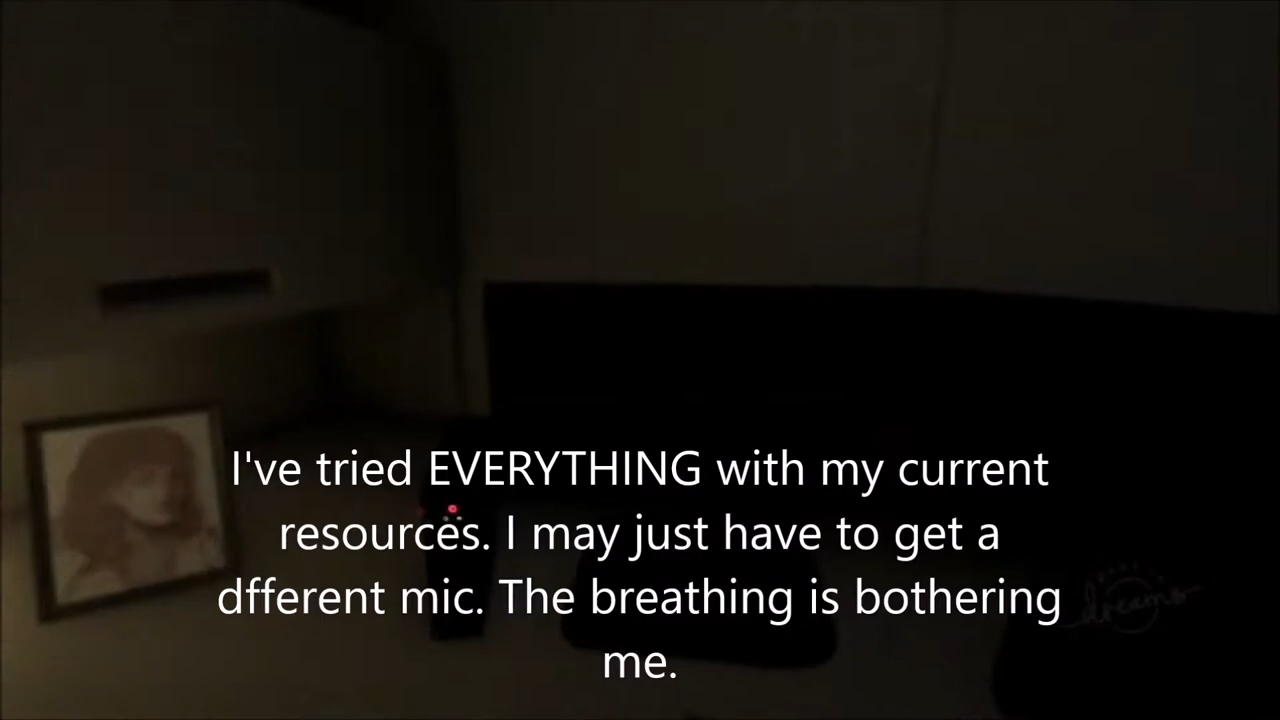 I've tried EVERYTHING with my current
resources. I may just have to get a
dfferent mic. The breathing is bothering
me.
dreams